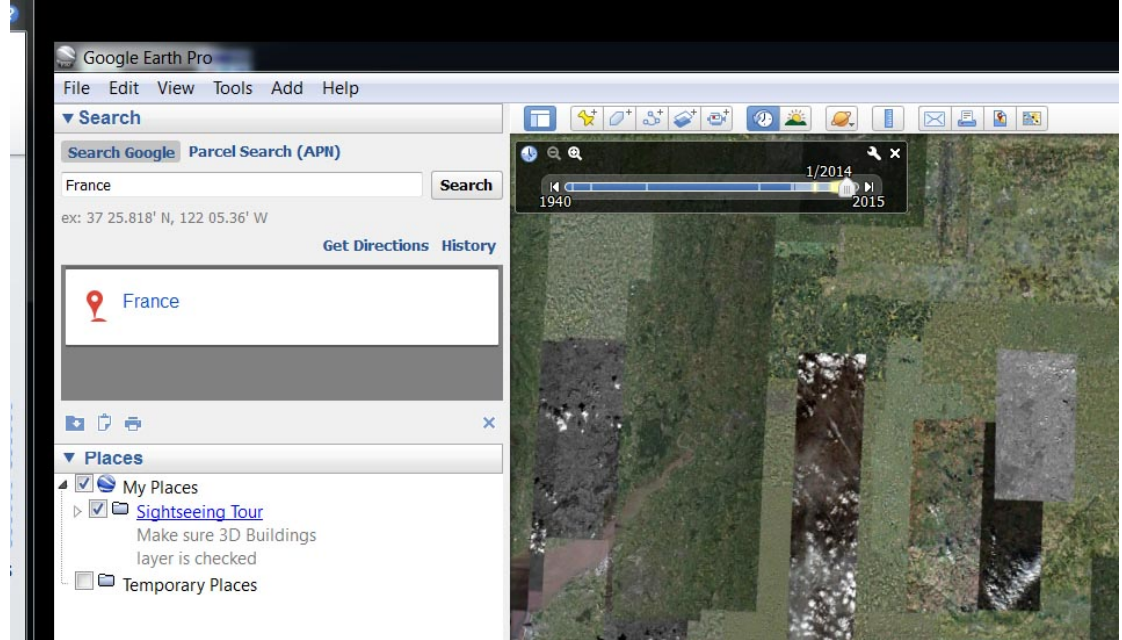 Google Earth Pro
File Edit View Tools Add Help
Search
Search Google Parcel Search (APN)
France
Search
ex: 37 25.818' N, 122 05.36' W
Get Directions History
France
Places
My Places
Sightseeing Tour
Make sure 3D Buildings
layer is checked
Temporary Places
1/2014
1940
2015